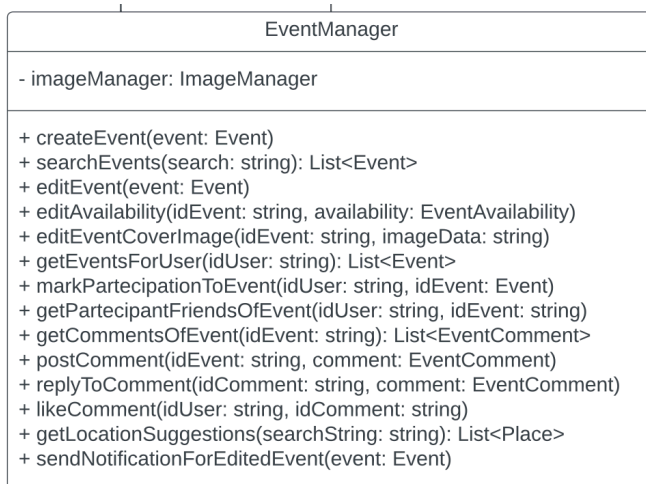 EventManager
- imageManager: ImageManager
+ createEvent(event: Event)
+ searchEvents(search: string): List<Event>
+ editEvent(event: Event)
+ editAvailability(idEvent: string, availability: EventAvailability)
+ editEventCoverImage(idEvent: string, imageData: string)
+ getEventsForUser(idUser: string): List<Event>
+ markPartecipationToEvent(idUser: string, idEvent: Event)
+ getPartecipantFriendsOfEvent(idUser: string, idEvent: string)
+ getCommentsOfEvent(idEvent: string): List<EventComment>
+ postComment(idEvent: string, comment: EventComment)
+ replyToComment(idComment: string, comment: EventComment)
+ likeComment(idUser: string, idComment: string)
+ getLocationSuggestions(searchString: string): List<Place>
+ sendNotificationForEditedEvent(event: Event)